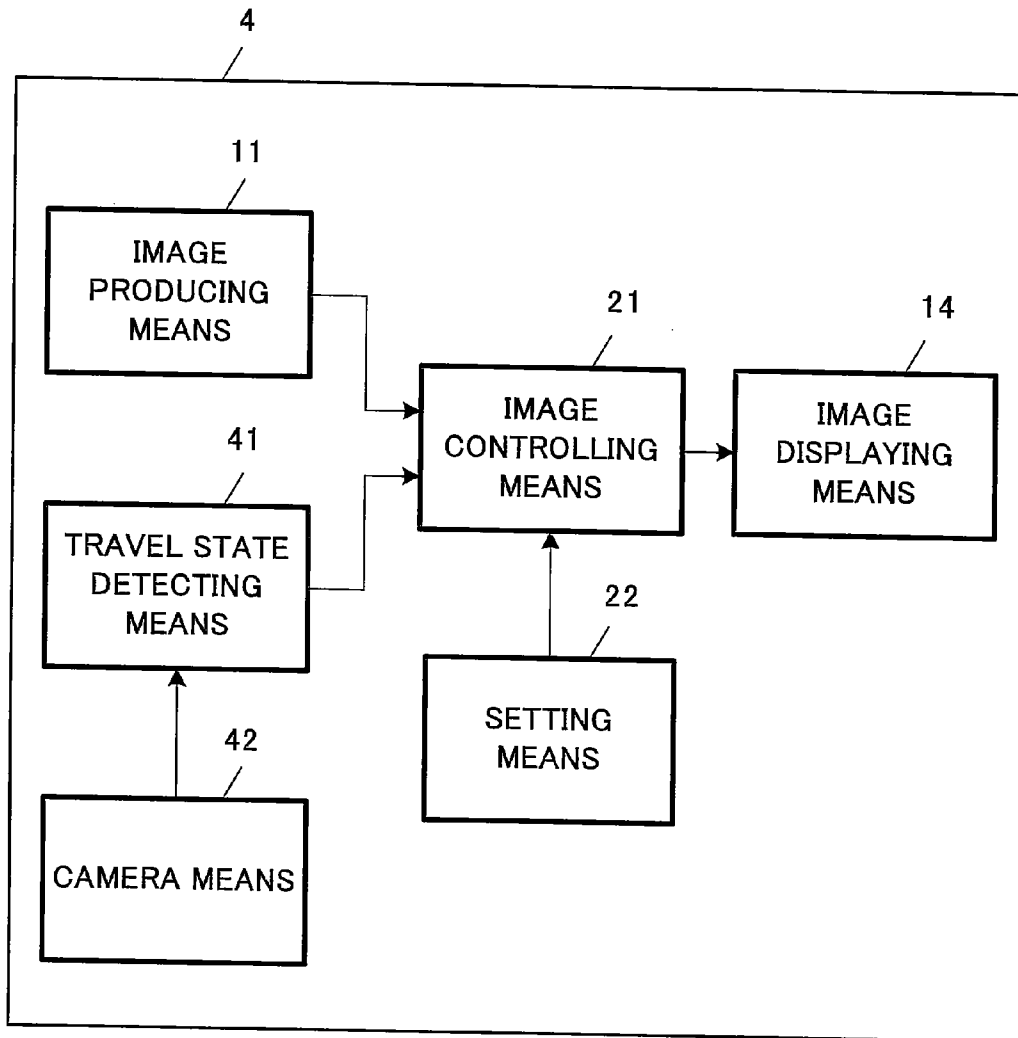 4
11
IMAGE
PRODUCING
MEANS
21
IMAGE
CONTROLLING
MEANS
14
IMAGE
DISPLAYING
MEANS
41
TRAVEL STATE
DETECTING
MEANS
22
SETTING
MEANS
42
CAMERA MEANS